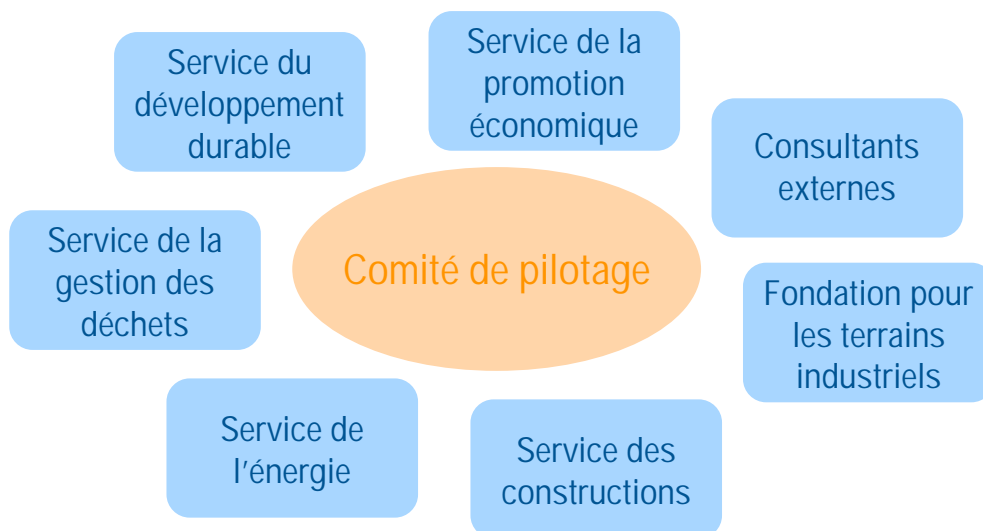 Service du
développement
durable
Service de la
promotion
économique
Consultants
externes
Service de la
gestion des
déchets
Comité de pilotage
Fondation pour
les terrains
industriels
Service de
l'énergie
Service des
constructions